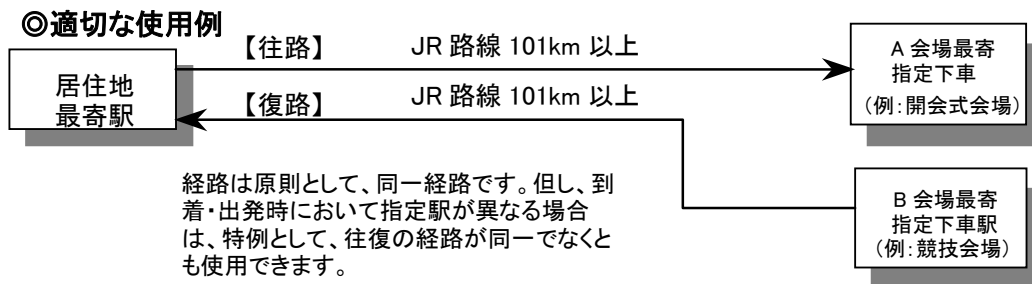 ◎適切な使用例
【往路】 JR 路線 101km 以上
A 会場最寄
指定下車
（例：開会式会場）
居住地
最寄駅
【復路】 JR 路線 101km 以上
経路は原則として、同一経路です。但し、到
着・出発時において指定駅が異なる場合
は、特例として、往復の経路が同一でなくと
も使用できます。
B 会場最寄
指定下車駅
（例：競技会場）